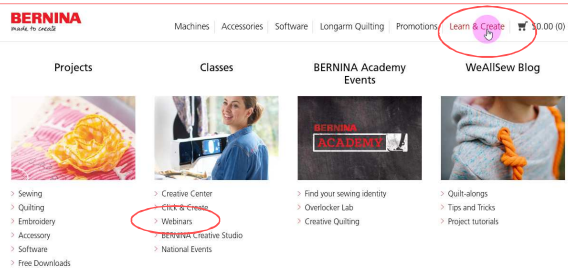 BERNINA
made to create
Machines Accessories Software Longarm Quilting Promotions Learn & Create $0.00 (0)
Projects
> Sewing
> Quilting
> Embroidery
> Accessory
> Software
> Free Downloads
Classes
> Creative Center
> Click & Create
> Webinars
> BERNINA Creative Studio
> National Events
BERNINA Academy
Events
BERNINA
ACADEMY
> Find your sewing identity
> Overlocker Lab
> Creative Quilting
WeAllSew Blog
> Quilt-alongs
> Tips and Tricks
> Project tutorials